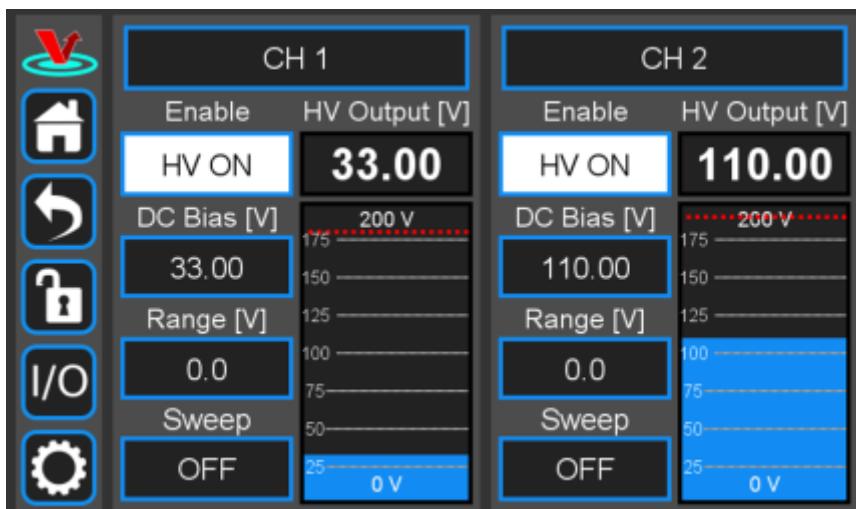 CH 1
Enable HV Output [V]
HV ON 33.00
DC Bias [V] 200 V
175
33.00
150
Range [V] 125
100
0.0
75
Sweep
50
OFF
25
0 V
CH 2
Enable HV Output [V]
HV ON 110.00
DC Bias [V] 200 V
175
110.00
150
Range [V] 125
100
0.0
75
Sweep
50
OFF
25
0 V
I/O